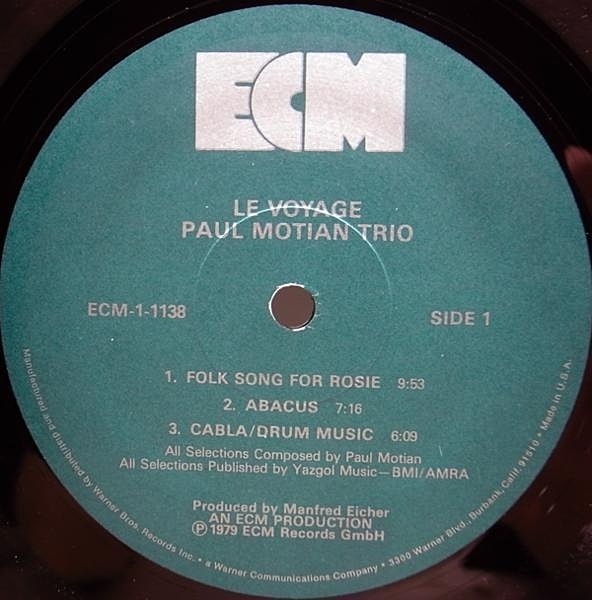 ECM
LE VOYAGE
PAUL MOTIAN TRIO
ECM-1-1138
SIDE 1
1. FOLK SONG FOR ROSIE 9:53
2. ABACUS 7:16
3. CABLA/DRUM MUSIC 6:09
All Selections Composed by Paul Motian
All Selections Published by Yazgol Music—BMI/AMRA
Produced by Manfred Eicher
AN ECM PRODUCTION
Ⓟ 1979 ECM Records GmbH
Manufactured and distributed by Warner Bros. Records Inc. • a Warner Communications Company • 3300 Warner Blvd., Burbank, Calif. 91510 • Made in U.S.A.